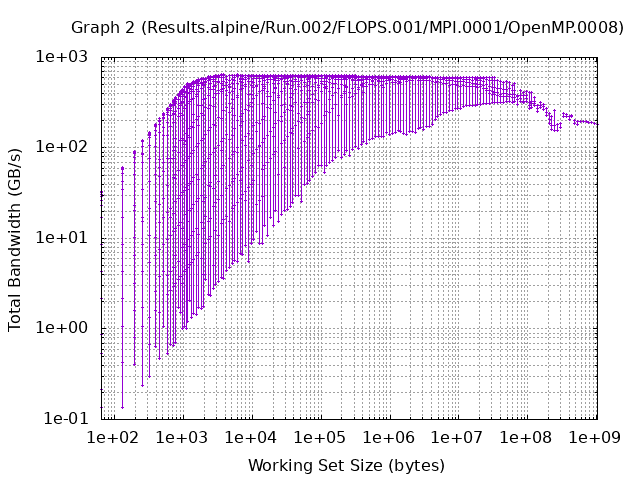 Graph 2 (Results.alpine/Run.002/FLOPS.001/MPI.0001/OpenMP.0008)
1e+03
1e+02
1e+01
1e+00
1e-01
Total Bandwidth (GB/s)
1e+02 1e+03 1e+04 1e+05 1e+06 1e+07 1e+08 1e+09
Working Set Size (bytes)